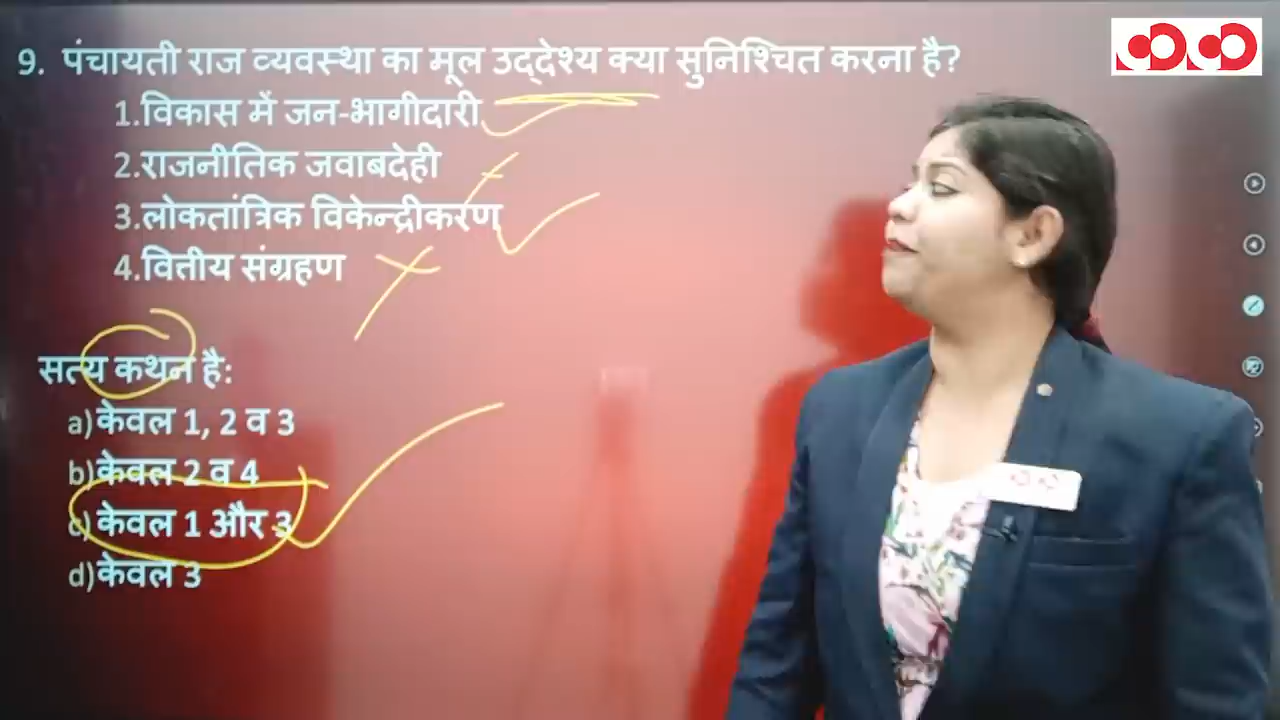 9. पंचायती राज व्यवस्था का मूल उद्देश्य क्या सुनिश्चित करना है?
1.विकास में जन-भागीदारी
2.राजनीतिक जवाबदेही
3.लोकतांत्रिक विकेन्द्रीकरण
4.वित्तीय संग्रहण
सत्य कथन है:
a)केवल 1, 2 व 3
b)केवल 2 व 4
c)केवल 1 और 3
d)केवल 3